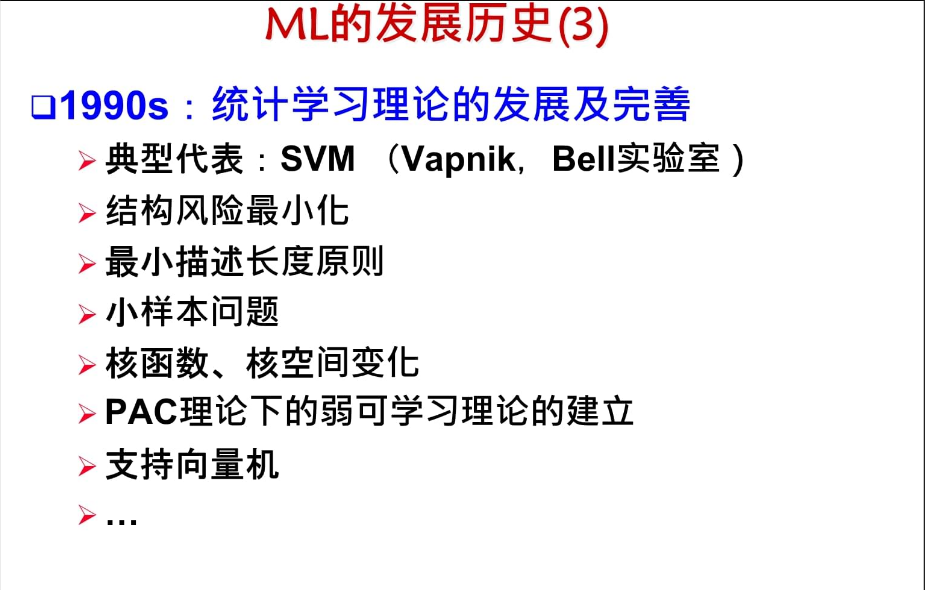 ML的发展历史(3)
❑1990s：统计学习理论的发展及完善
➢典型代表：SVM （Vapnik，Bell实验室）
➢结构风险最小化
➢最小描述长度原则
➢小样本问题
➢核函数、核空间变化
➢PAC理论下的弱可学习理论的建立
➢支持向量机
➢…